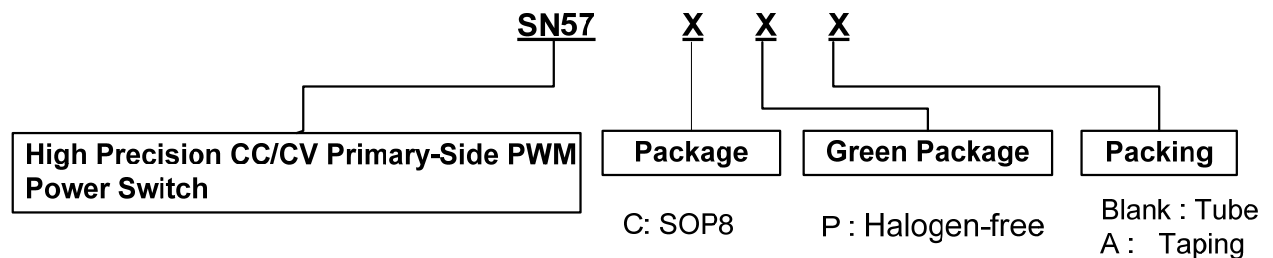 SN57 X X X
High Precision CC/CV Primary-Side PWM
Power Switch
Package
Green Package
Packing
C: SOP8
P : Halogen-free
Blank : Tube
A : Taping